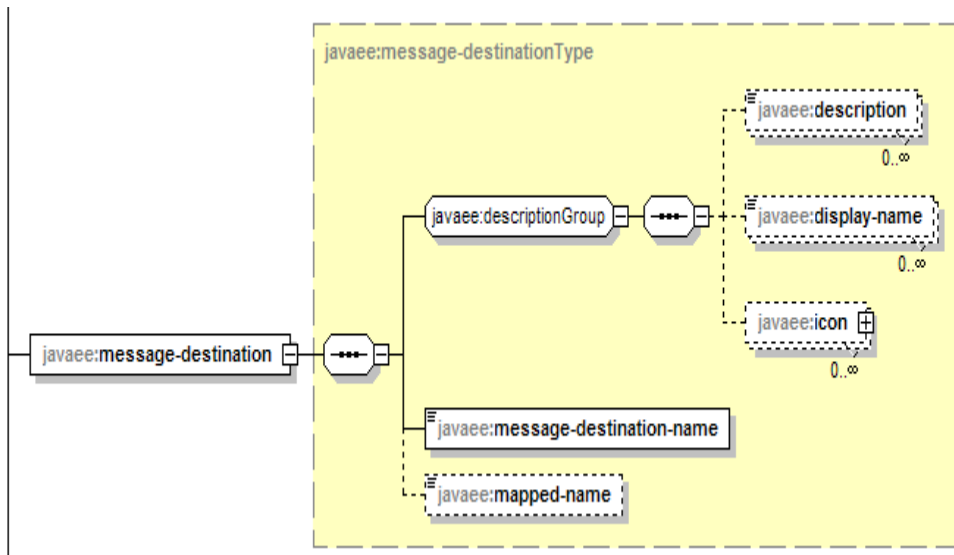 javaee:message-destinationType
javaee:description
0..∞
javaee:descriptionGroup
javaee:display-name
0..∞
javaee:icon
0..∞
javaee:message-destination
javaee:message-destination-name
javaee:mapped-name